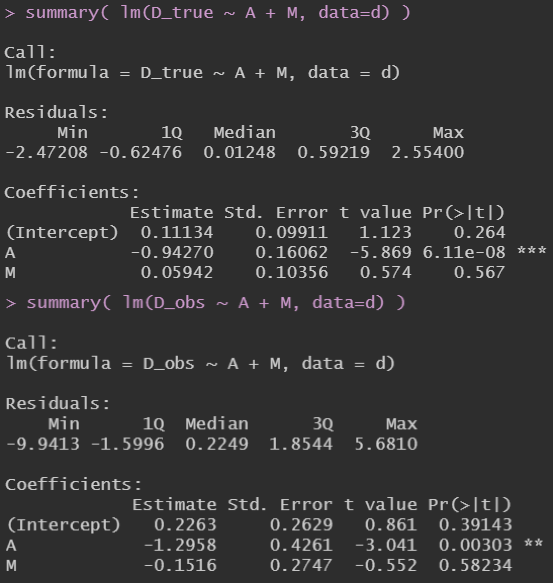 > summary( lm(D_true ~ A + M, data=d) )
Call:
lm(formula = D_true ~ A + M, data = d)
Residuals:
     Min       1Q   Median       3Q      Max
-2.47208 -0.62476  0.01248  0.59219  2.55400
Coefficients:
            Estimate Std. Error t value Pr(>|t|)
(Intercept)  0.11134    0.09911   1.123    0.264
A           -0.94270    0.16062  -5.869 6.11e-08 ***
M            0.05942    0.10356   0.574    0.567
> summary( lm(D_obs ~ A + M, data=d) )
Call:
lm(formula = D_obs ~ A + M, data = d)
Residuals:
    Min      1Q  Median      3Q     Max
-9.9413 -1.5996  0.2249  1.8544  5.6810
Coefficients:
            Estimate Std. Error t value Pr(>|t|)
(Intercept)   0.2263     0.2629   0.861  0.39143
A            -1.2958     0.4261  -3.041  0.00303 **
M            -0.1516     0.2747  -0.552  0.58234